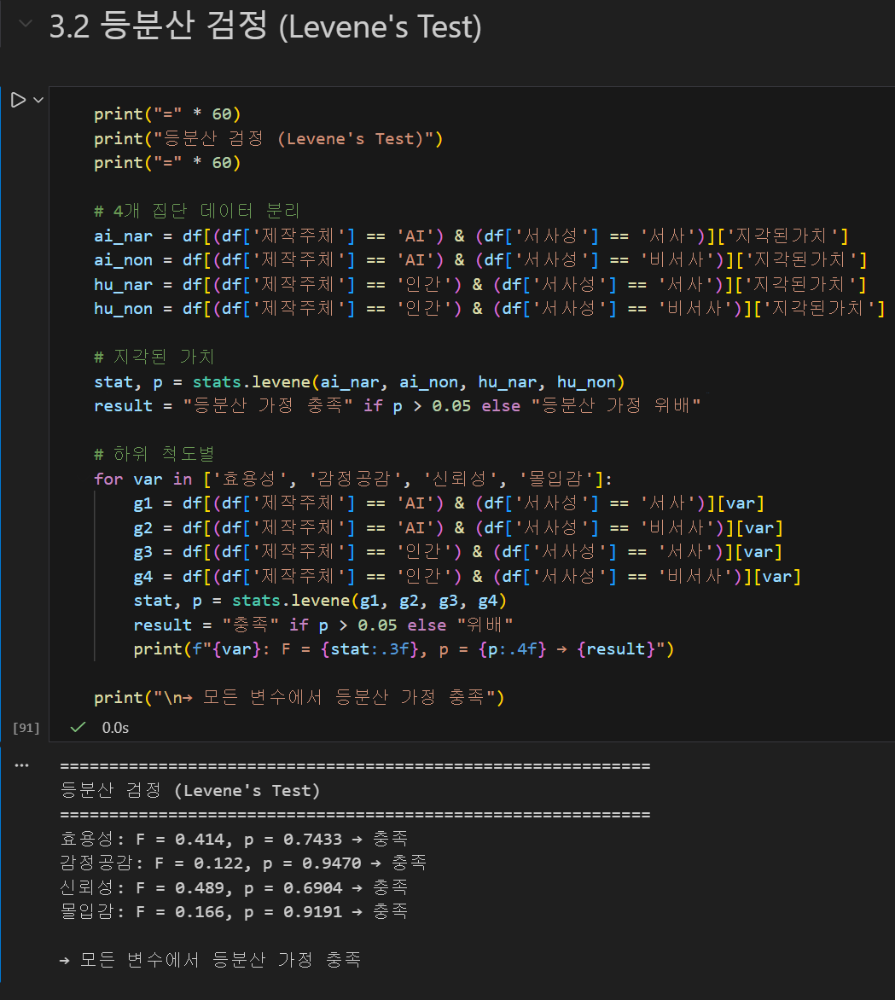 3.2 등분산 검정 (Levene's Test)
print("=" * 60)
print("등분산 검정 (Levene's Test)")
print("=" * 60)
# 4개 집단 데이터 분리
ai_nar = df[(df['제작주체'] == 'AI') & (df['서사성'] == '서사')]['지각된가치']
ai_non = df[(df['제작주체'] == 'AI') & (df['서사성'] == '비서사')]['지각된가치']
hu_nar = df[(df['제작주체'] == '인간') & (df['서사성'] == '서사')]['지각된가치']
hu_non = df[(df['제작주체'] == '인간') & (df['서사성'] == '비서사')]['지각된가치']
# 지각된 가치
stat, p = stats.levene(ai_nar, ai_non, hu_nar, hu_non)
result = "등분산 가정 충족" if p > 0.05 else "등분산 가정 위배"
# 하위 척도별
for var in ['효용성', '감정공감', '신뢰성', '몰입감']:
    g1 = df[(df['제작주체'] == 'AI') & (df['서사성'] == '서사')][var]
    g2 = df[(df['제작주체'] == 'AI') & (df['서사성'] == '비서사')][var]
    g3 = df[(df['제작주체'] == '인간') & (df['서사성'] == '서사')][var]
    g4 = df[(df['제작주체'] == '인간') & (df['서사성'] == '비서사')][var]
    stat, p = stats.levene(g1, g2, g3, g4)
    result = "충족" if p > 0.05 else "위배"
    print(f"{var}: F = {stat:.3f}, p = {p:.4f} → {result}")
print("\n→ 모든 변수에서 등분산 가정 충족")
[91] 0.0s
============================================================
등분산 검정 (Levene's Test)
============================================================
효용성: F = 0.414, p = 0.7433 → 충족
감정공감: F = 0.122, p = 0.9470 → 충족
신뢰성: F = 0.489, p = 0.6904 → 충족
몰입감: F = 0.166, p = 0.9191 → 충족
→ 모든 변수에서 등분산 가정 충족